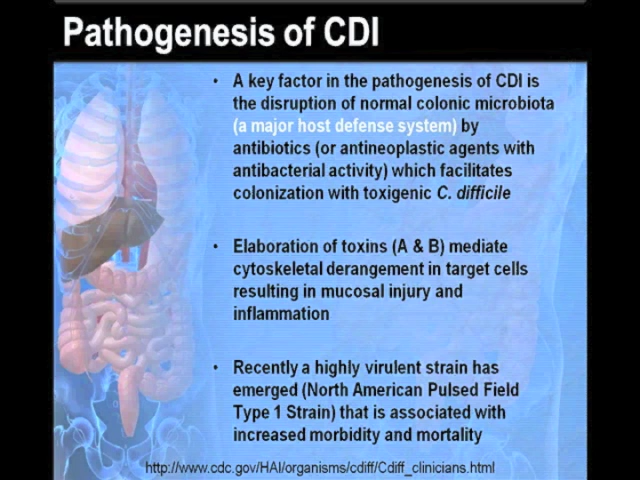 Pathogenesis of CDI
• A key factor in the pathogenesis of CDI is
the disruption of normal colonic microbiota
(a major host defense system) by
antibiotics (or antineoplastic agents with
antibacterial activity) which facilitates
colonization with toxigenic C. difficile
• Elaboration of toxins (A & B) mediate
cytoskeletal derangement in target cells
resulting in mucosal injury and
inflammation
• Recently a highly virulent strain has
emerged (North American Pulsed Field
Type 1 Strain) that is associated with
increased morbidity and mortality
http://www.cdc.gov/HAI/organisms/cdiff/Cdiff_clinicians.html